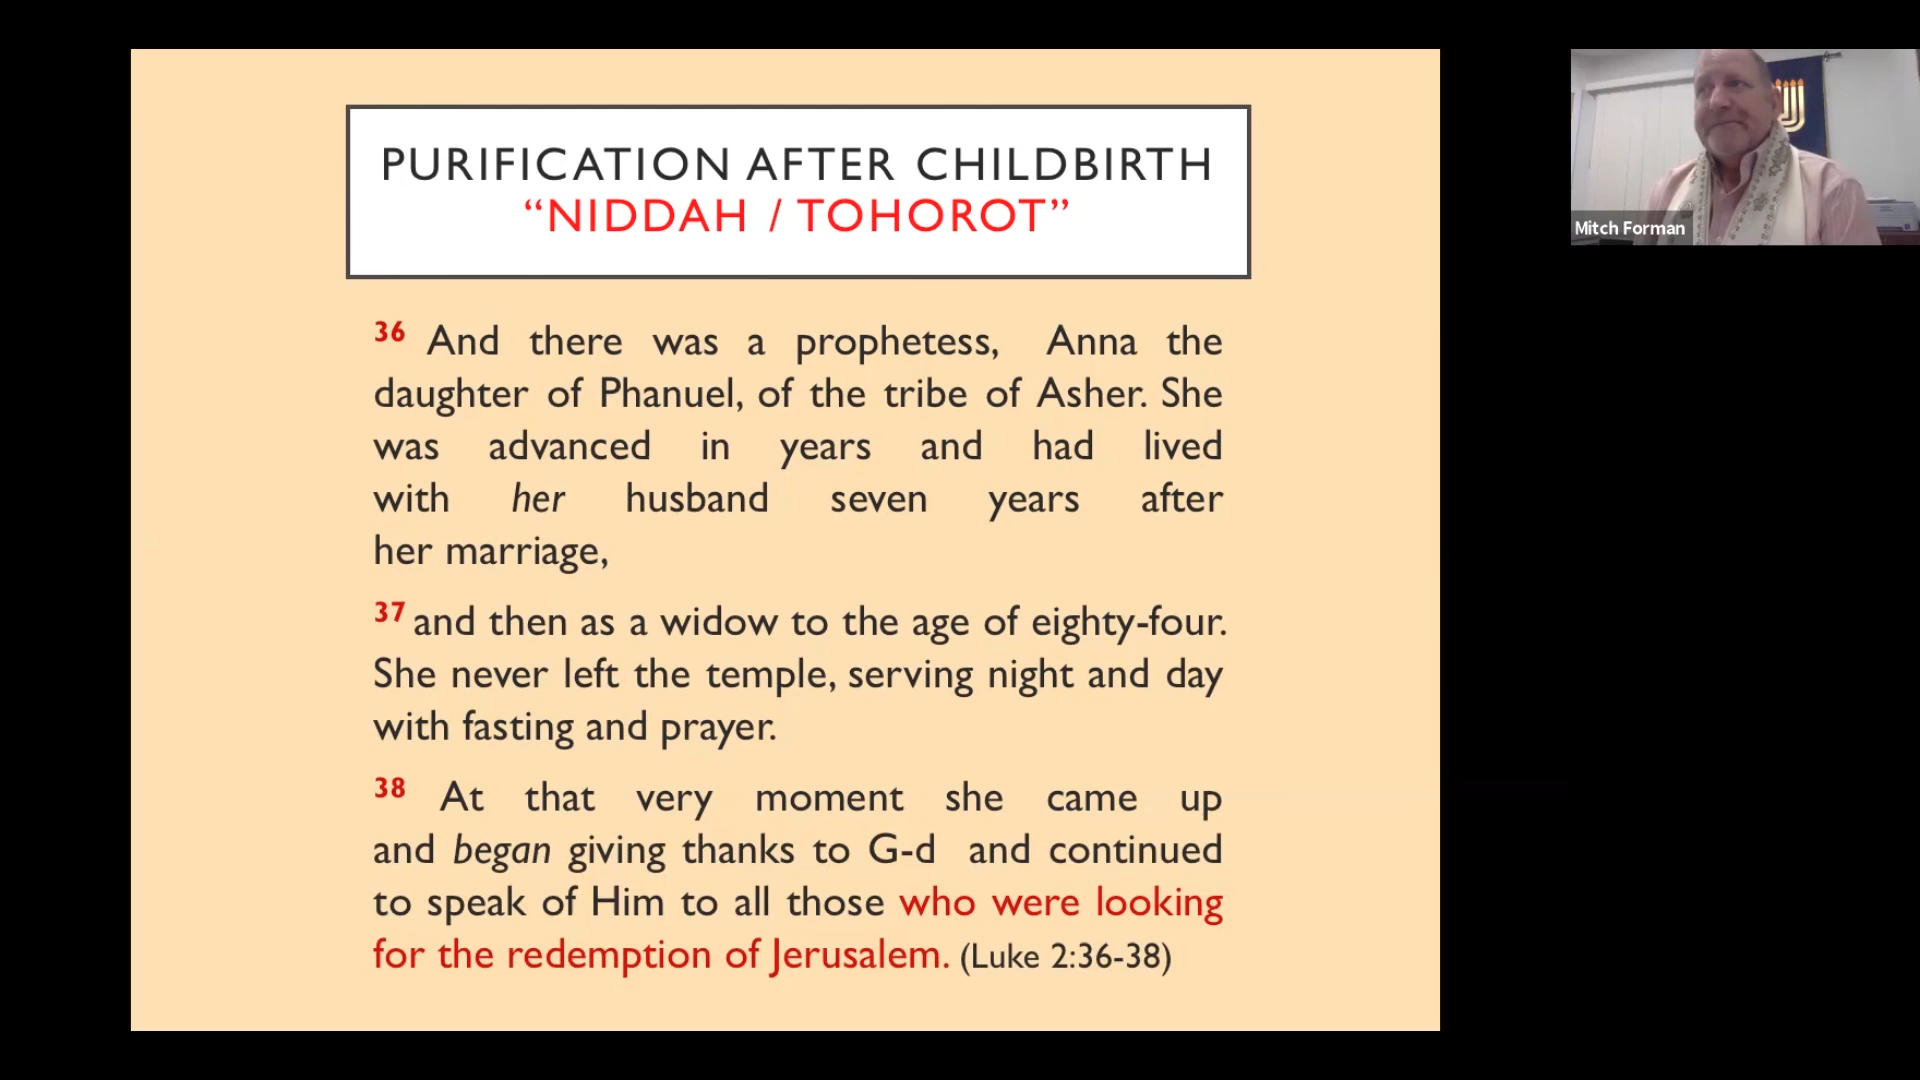 PURIFICATION AFTER CHILDBIRTH
“NIDDAH / TOHOROT”
36 And there was a prophetess, Anna the
daughter of Phanuel, of the tribe of Asher. She
was advanced in years and had lived
with her husband seven years after
her marriage,
37 and then as a widow to the age of eighty-four.
She never left the temple, serving night and day
with fasting and prayer.
38 At that very moment she came up
and began giving thanks to G-d and continued
to speak of Him to all those who were looking
for the redemption of Jerusalem. (Luke 2:36-38)
Mitch Forman